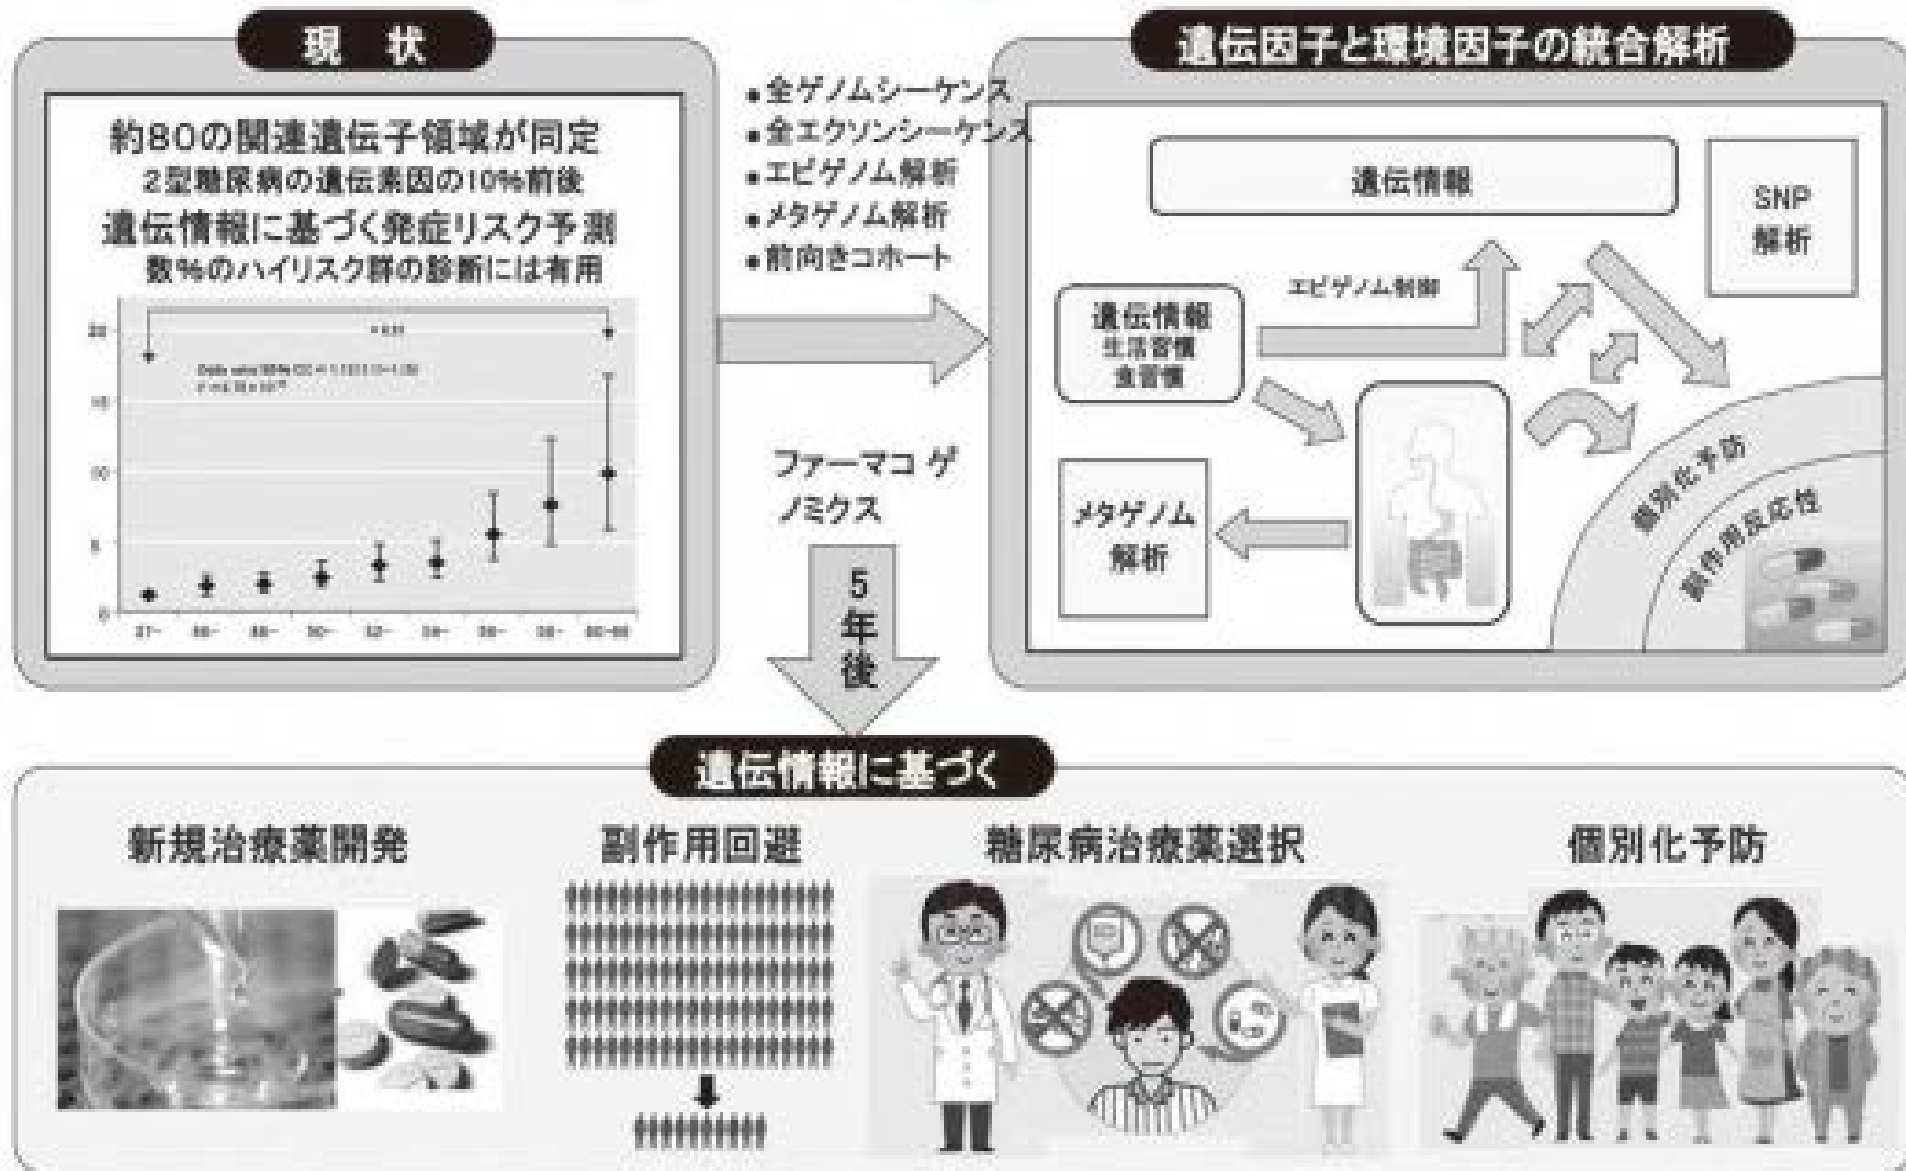 現 状
約80の関連遺伝子領域が同定
2型糖尿病の遺伝素因の10%前後
遺伝情報に基づく発症リスク予測
数%のハイリスク群の診断には有用
20
15
10
5
0
50-
52-
54-
56-
58-
•全ゲノムシーケンス
•全エクソンシーケンス
•エピゲノム解析
•メタゲノム解析
•前向きコホート
ファーマコ ゲ
ノミクス
5
年
後
遺伝因子と環境因子の統合解析
遺伝情報
SNP
解析
エピゲノム制御
遺伝情報
生活習慣
食習慣
メタゲノム
解析
個別化予防
副作用反応性
遺伝情報に基づく
新規治療薬開発
副作用回避
糖尿病治療薬選択
個別化予防